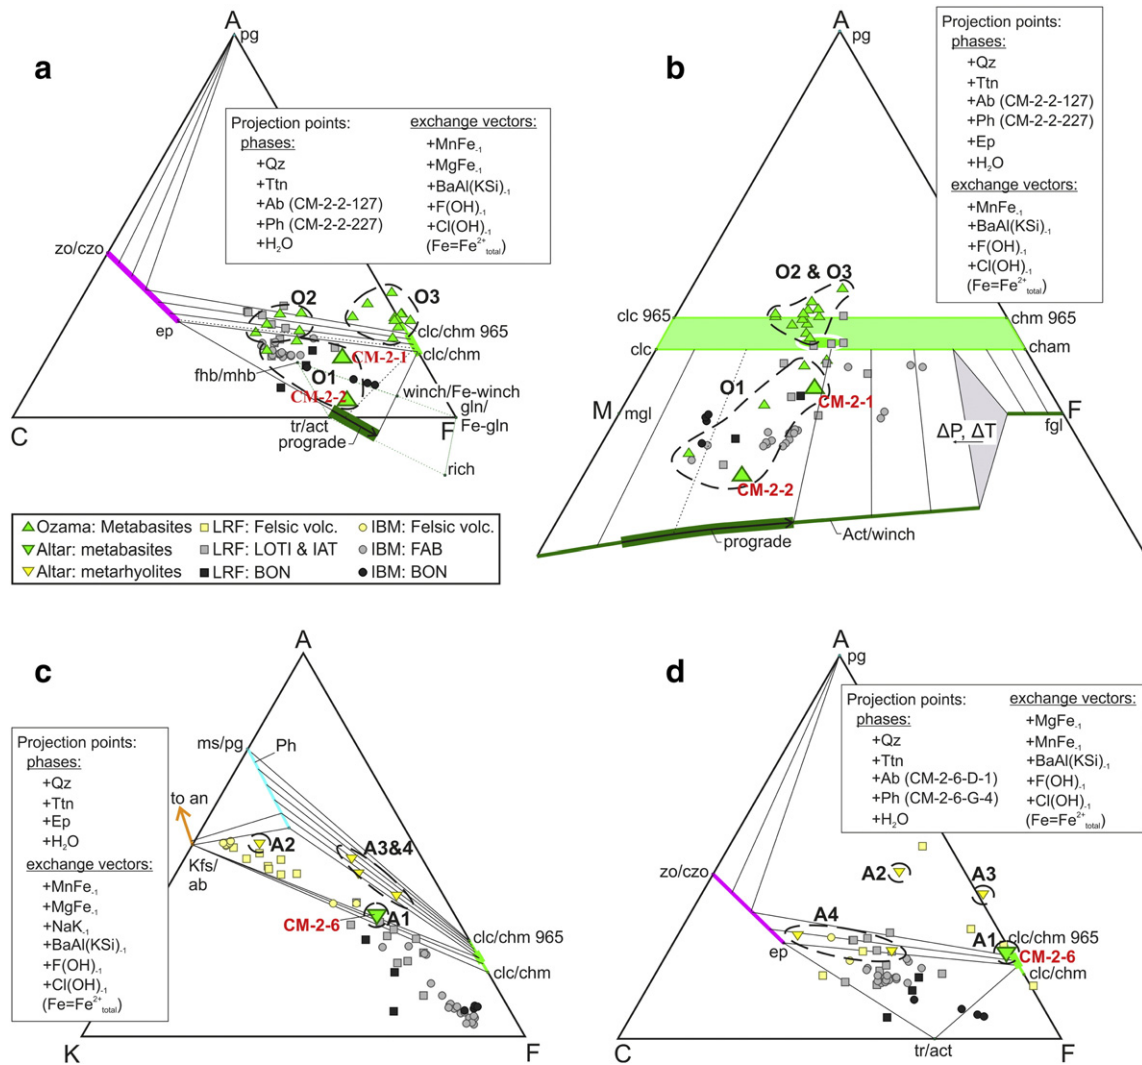 a
A
pg
Projection points:
phases:
+Qz
+Ttn
+Ab (CM-2-2-127)
+Ph (CM-2-2-227)
+H₂O
exchange vectors:
+MnFe₋₁
+MgFe₋₁
+BaAl(KSi)₋₁
+F(OH)₋₁
+Cl(OH)₋₁
(Fe=Fe²⁺total)
zo/czo
ep
O2
O3
clc/chm 965
clc/chm
CM-2-1
fhb/mhb
O1
CM-2-2
winch/Fe-winch
gln/
Fe-gln
tr/act
prograde
rich
C
F
b
A
pg
Projection points:
phases:
+Qz
+Ttn
+Ab (CM-2-2-127)
+Ph (CM-2-2-227)
+Ep
+H₂O
exchange vectors:
+MnFe₋₁
+BaAl(KSi)₋₁
+F(OH)₋₁
+Cl(OH)₋₁
(Fe=Fe²⁺total)
O2 & O3
clc 965
chm 965
clc
cham
O1
CM-2-1
M
mgl
F
fgl
ΔP, ΔT
CM-2-2
prograde
Act/winch
Ozama: Metabasites
LRF: Felsic volc.
IBM: Felsic volc.
Altar: metabasites
LRF: LOTI & IAT
IBM: FAB
Altar: metarhyolites
LRF: BON
IBM: BON
c
A
Projection points:
phases:
+Qz
+Ttn
+Ep
+H₂O
exchange vectors:
+MnFe₋₁
+MgFe₋₁
+NaK₋₁
+BaAl(KSi)₋₁
+F(OH)₋₁
+Cl(OH)₋₁
(Fe=Fe²⁺total)
ms/pg
Ph
to an
Kfs/
ab
A2
A3&4
CM-2-6
A1
clc/chm 965
clc/chm
K
F
d
A
pg
Projection points:
phases:
+Qz
+Ttn
+Ab (CM-2-6-D-1)
+Ph (CM-2-6-G-4)
+H₂O
exchange vectors:
+MgFe₋₁
+MnFe₋₁
+BaAl(KSi)₋₁
+F(OH)₋₁
+Cl(OH)₋₁
(Fe=Fe²⁺total)
zo/czo
A2
A3
A4
ep
A1
clc/chm 965
CM-2-6
clc/chm
tr/act
C
F